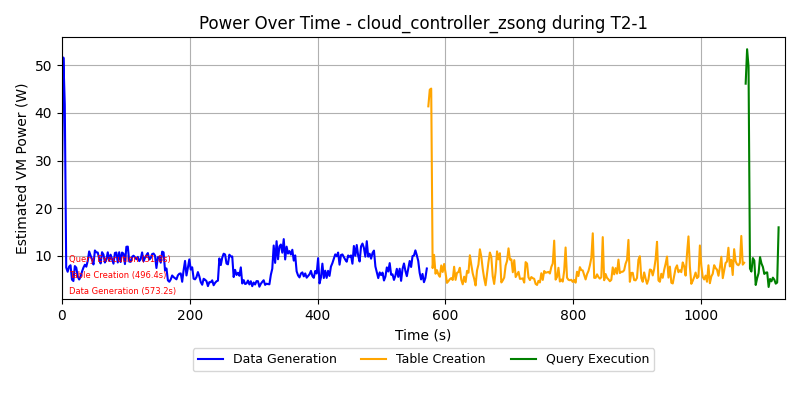 Power Over Time - cloud_controller_zsong during T2-1
Estimated VM Power (W)
50
40
30
20
10
Query
Table Creation (496.4s)
Data Generation (573.2s)
0
200
400
600
800
1000
Time (s)
Data Generation
Table Creation
Query Execution